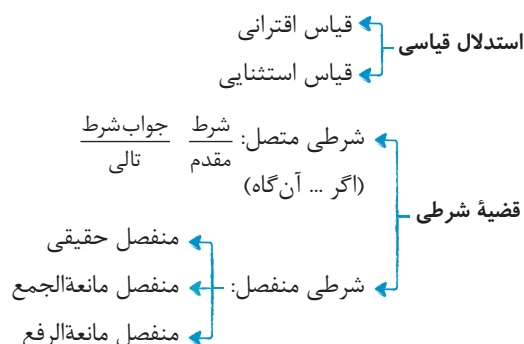 استدلال قیاسی
قیاس اقترانی
قیاس استثنایی
قضیهٔ شرطی
شرطی متصل: شرط جواب‌شرط
مقدم تالی
(اگر ... آن‌گاه)
شرطی منفصل:
منفصل حقیقی
منفصل مانعةالجمع
منفصل مانعةالرفع